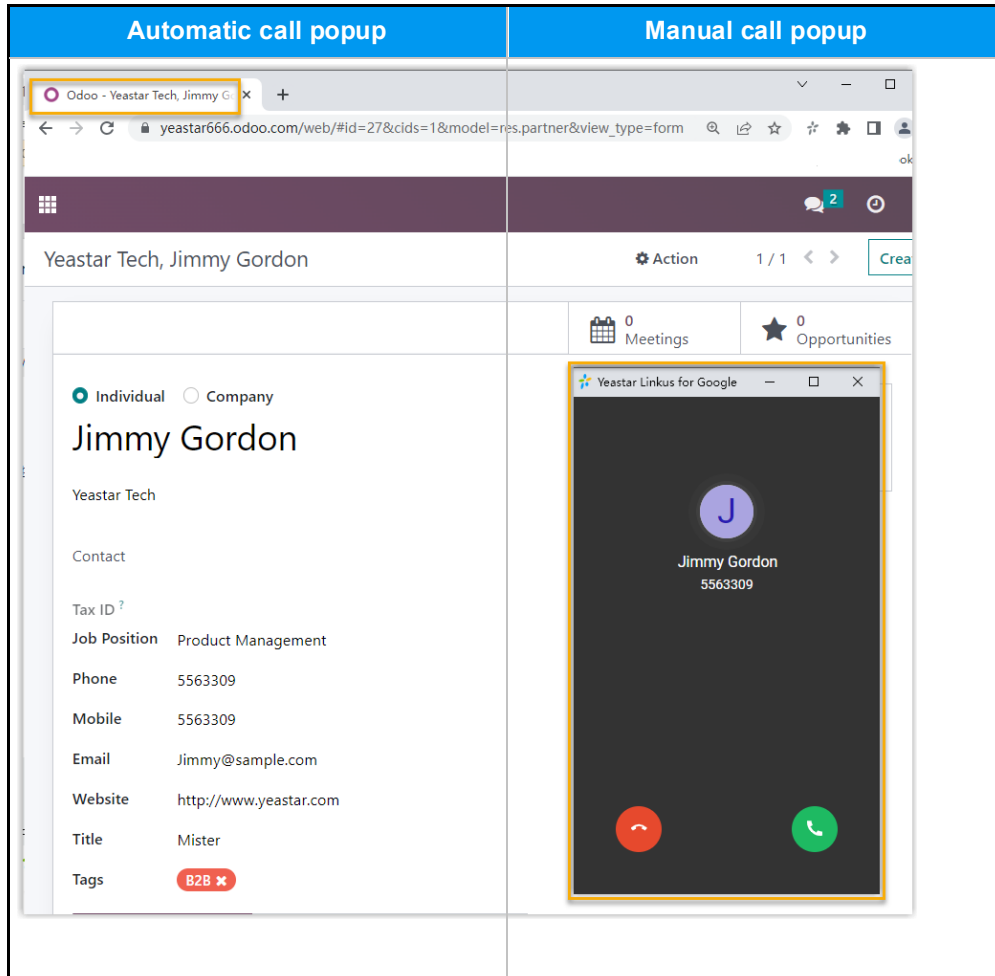 Automatic call popup
Manual call popup
Odoo - Yeastar Tech, Jimmy G
yeastar666.odoo.com/web/#id=27&cids=1&model=res.partner&view_type=form
ok
2
Yeastar Tech, Jimmy Gordon
Action
1 / 1
Crea
0
Meetings
0
Opportunities
Yeastar Linkus for Google
Individual
Company
Jimmy Gordon
Yeastar Tech
J
Jimmy Gordon
5563309
Contact
Tax ID ?
Job Position Product Management
Phone 5563309
Mobile 5563309
Email Jimmy@sample.com
Website http://www.yeastar.com
Title Mister
Tags B2B